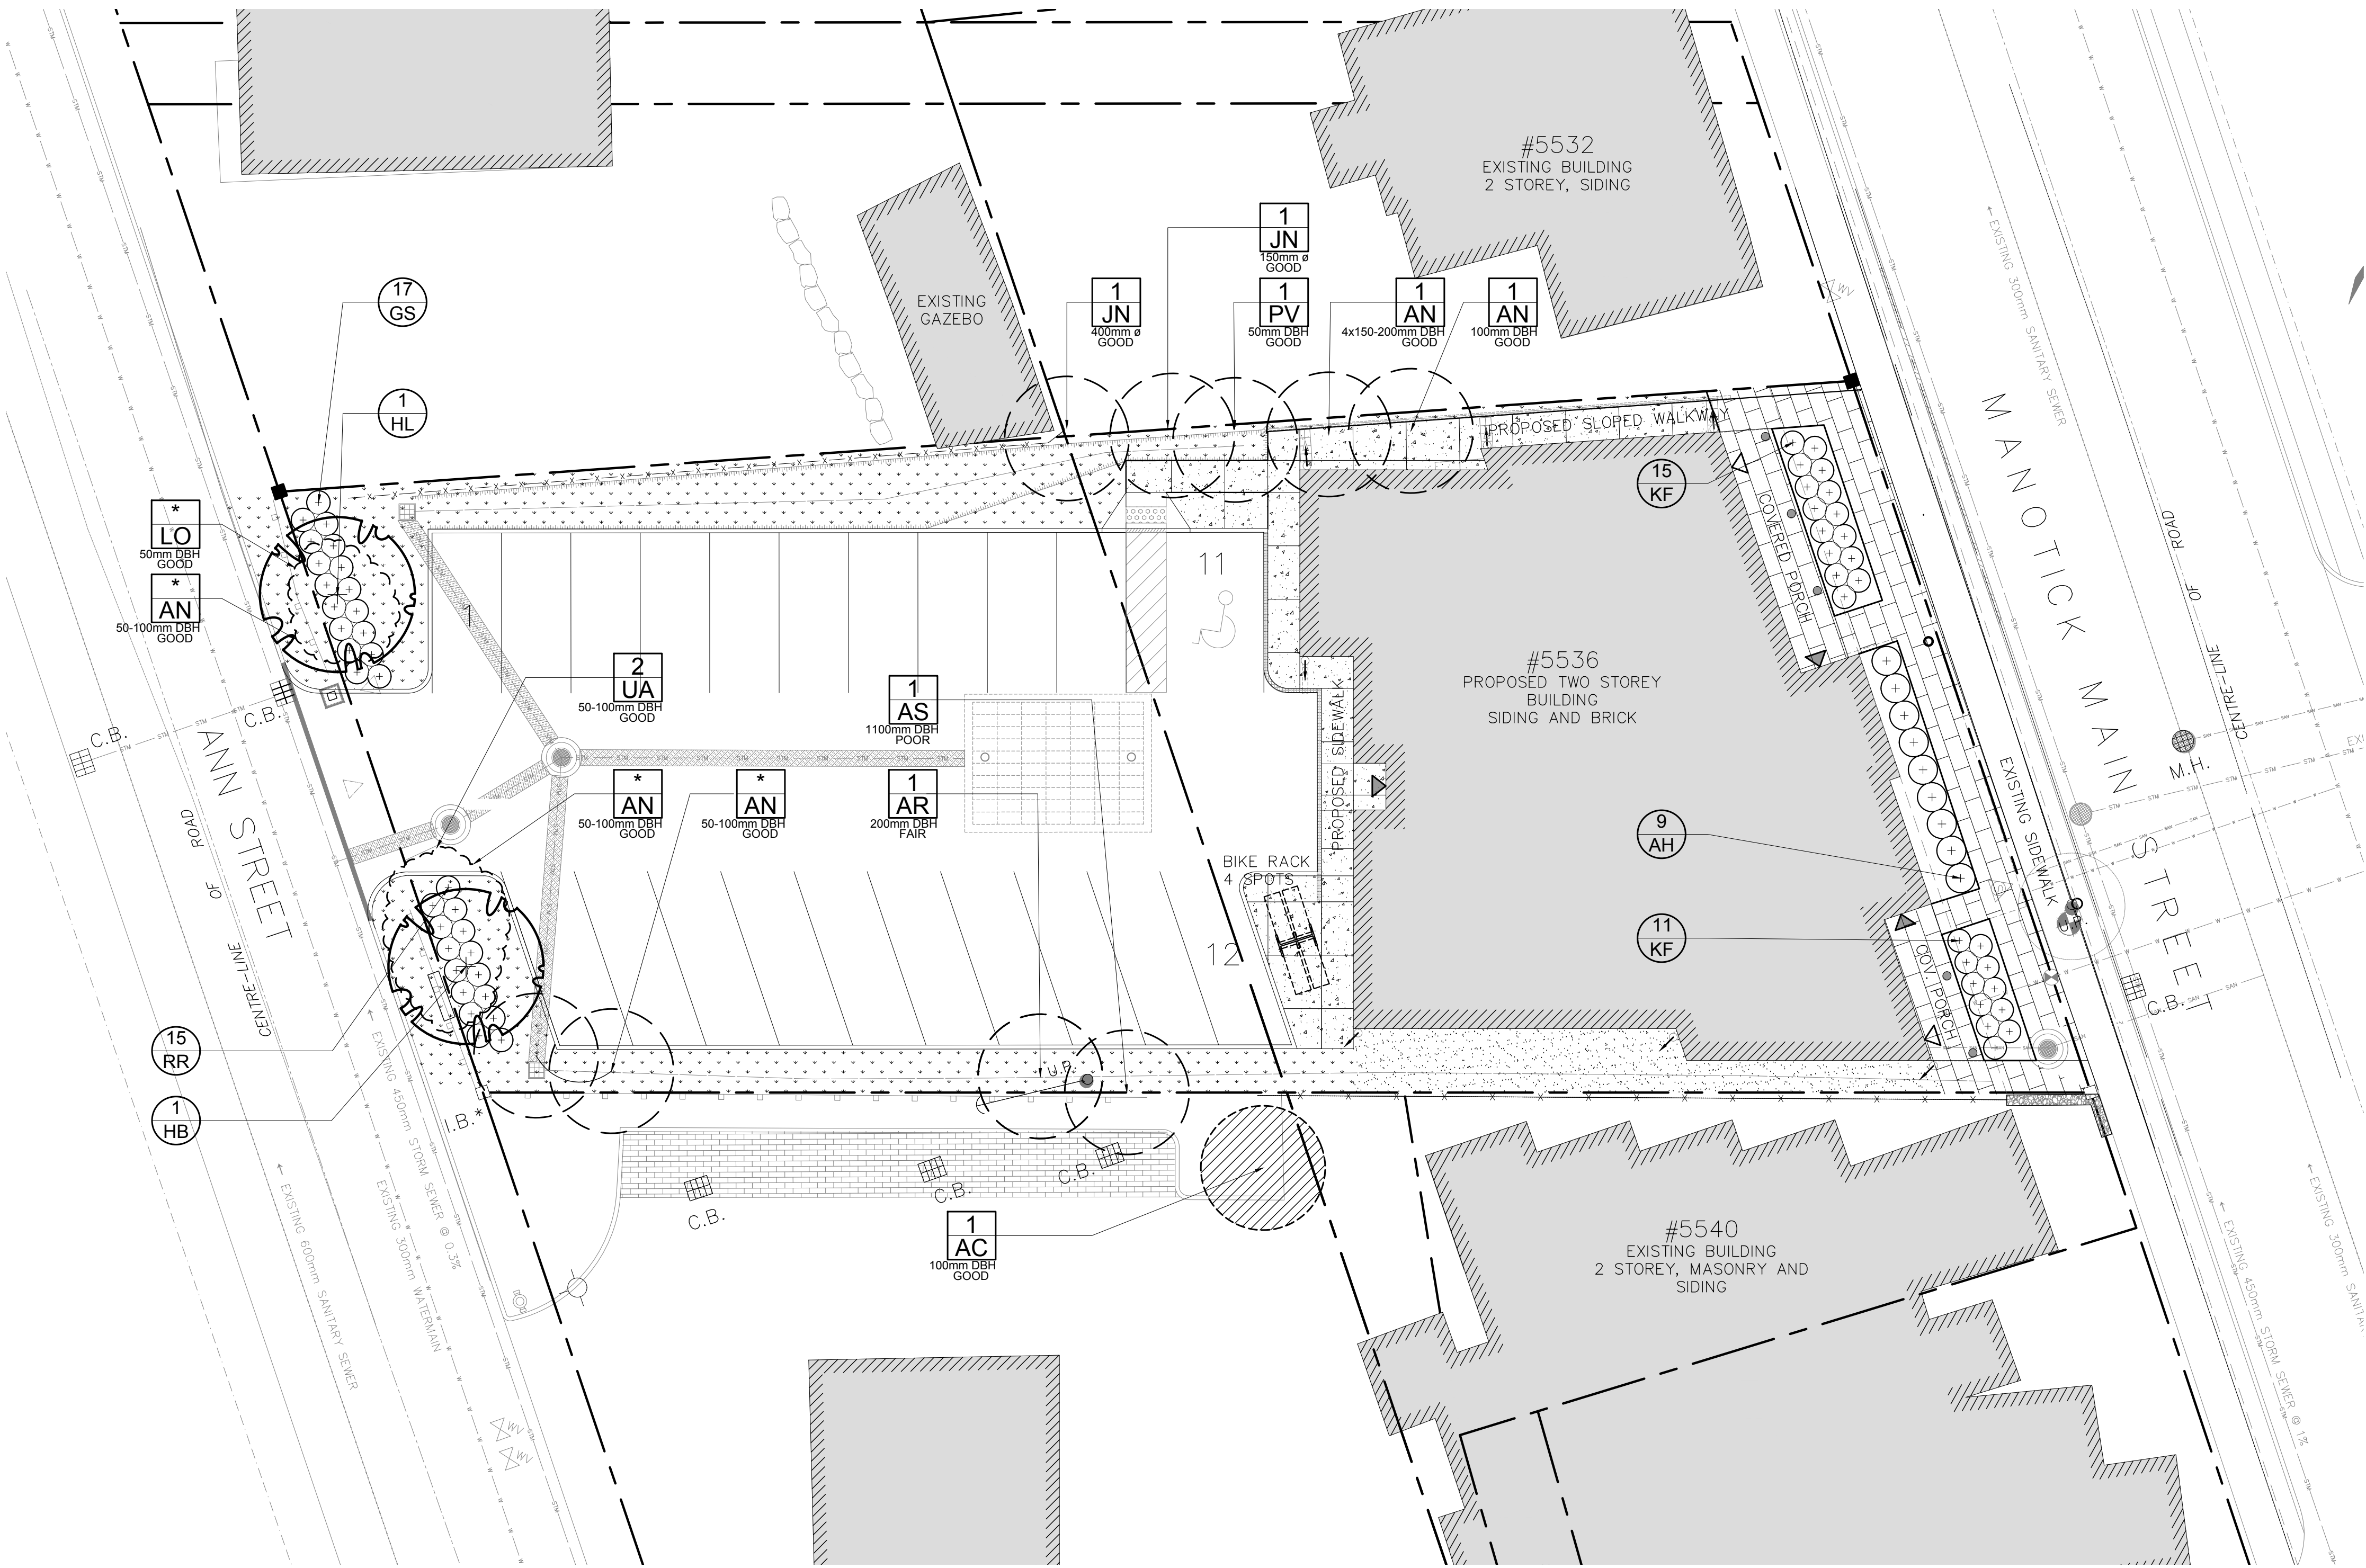 #5532
EXISTING BUILDING
2 STOREY, SIDING
17
GS
1
HL
*
LO
50mm DBH
GOOD
*
AN
50-100mm DBH
GOOD
EXISTING
GAZEBO
1
JN
400mm ø
GOOD
1
JN
150mm ø
GOOD
1
PV
50mm DBH
GOOD
1
AN
4x150-200mm DBH
GOOD
1
AN
100mm DBH
GOOD
PROPOSED SLOPED WALKWAY
15
KF
COVERED PORCH
11
1
2
UA
50-100mm DBH
GOOD
1
AS
1100mm DBH
POOR
*
AN
50-100mm DBH
GOOD
*
AN
50-100mm DBH
GOOD
1
AR
200mm DBH
FAIR
#5536
PROPOSED TWO STOREY
BUILDING
SIDING AND BRICK
PROPOSED SIDEWALK
BIKE RACK
4 SPOTS
12
9
AH
11
KF
COV. PORCH
EXISTING SIDEWALK
MANOTICK MAIN STREET
CENTRE-LINE OF ROAD
M.H.
C.B.
EXISTING 300mm SANITARY SEWER
WV
C.B.
C.B.
ANN STREET
CENTRE-LINE OF ROAD
15
RR
1
HB
I.B.*
U.P.
C.B.
C.B.
C.B.
1
AC
100mm DBH
GOOD
#5540
EXISTING BUILDING
2 STOREY, MASONRY AND
SIDING
EXISTING 600mm SANITARY SEWER
EXISTING 300mm WATERMAIN
EXISTING 450mm STORM SEWER @ 0.3%
WV
WV
EXISTING 450mm STORM SEWER @ 1%
EXISTING 300mm SANITAR